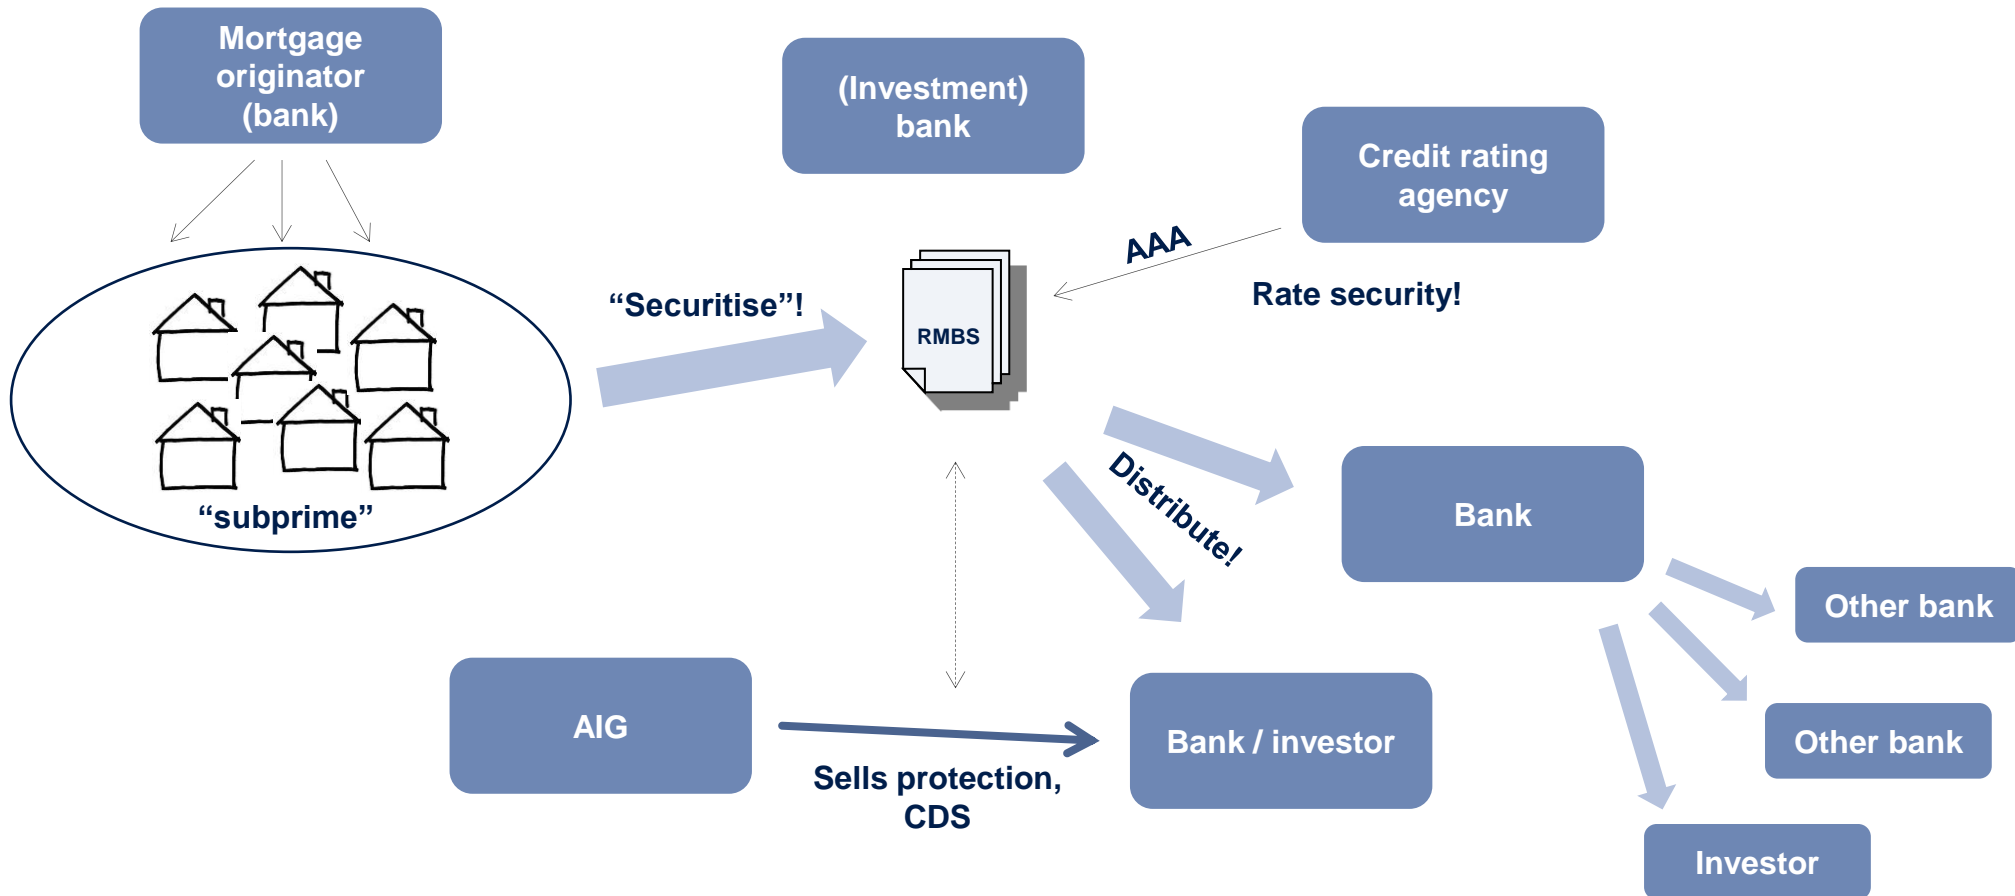 Mortgage
originator
(bank)
(Investment)
bank
Credit rating
agency
AAA
Rate security!
“Securitise”!
RMBS
“subprime”
Distribute!
Bank
Other bank
Other bank
Investor
AIG
Sells protection,
CDS
Bank / investor